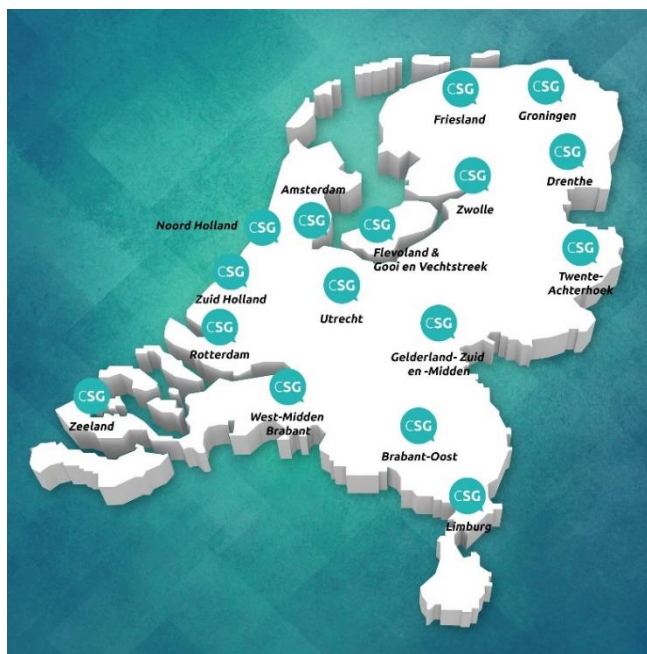 CSG
Friesland
CSG
Groningen
CSG
Drenthe
CSG
Zwolle
Amsterdam
CSG
Noord Holland
CSG
CSG
Flevoland &
Gooi en Vechtstreek
CSG
Twente-
Achterhoek
CSG
Zuid Holland
CSG
Utrecht
CSG
Rotterdam
CSG
Gelderland- Zuid
en -Midden
CSG
Zeeland
CSG
West-Midden
Brabant
CSG
Brabant-Oost
CSG
Limburg